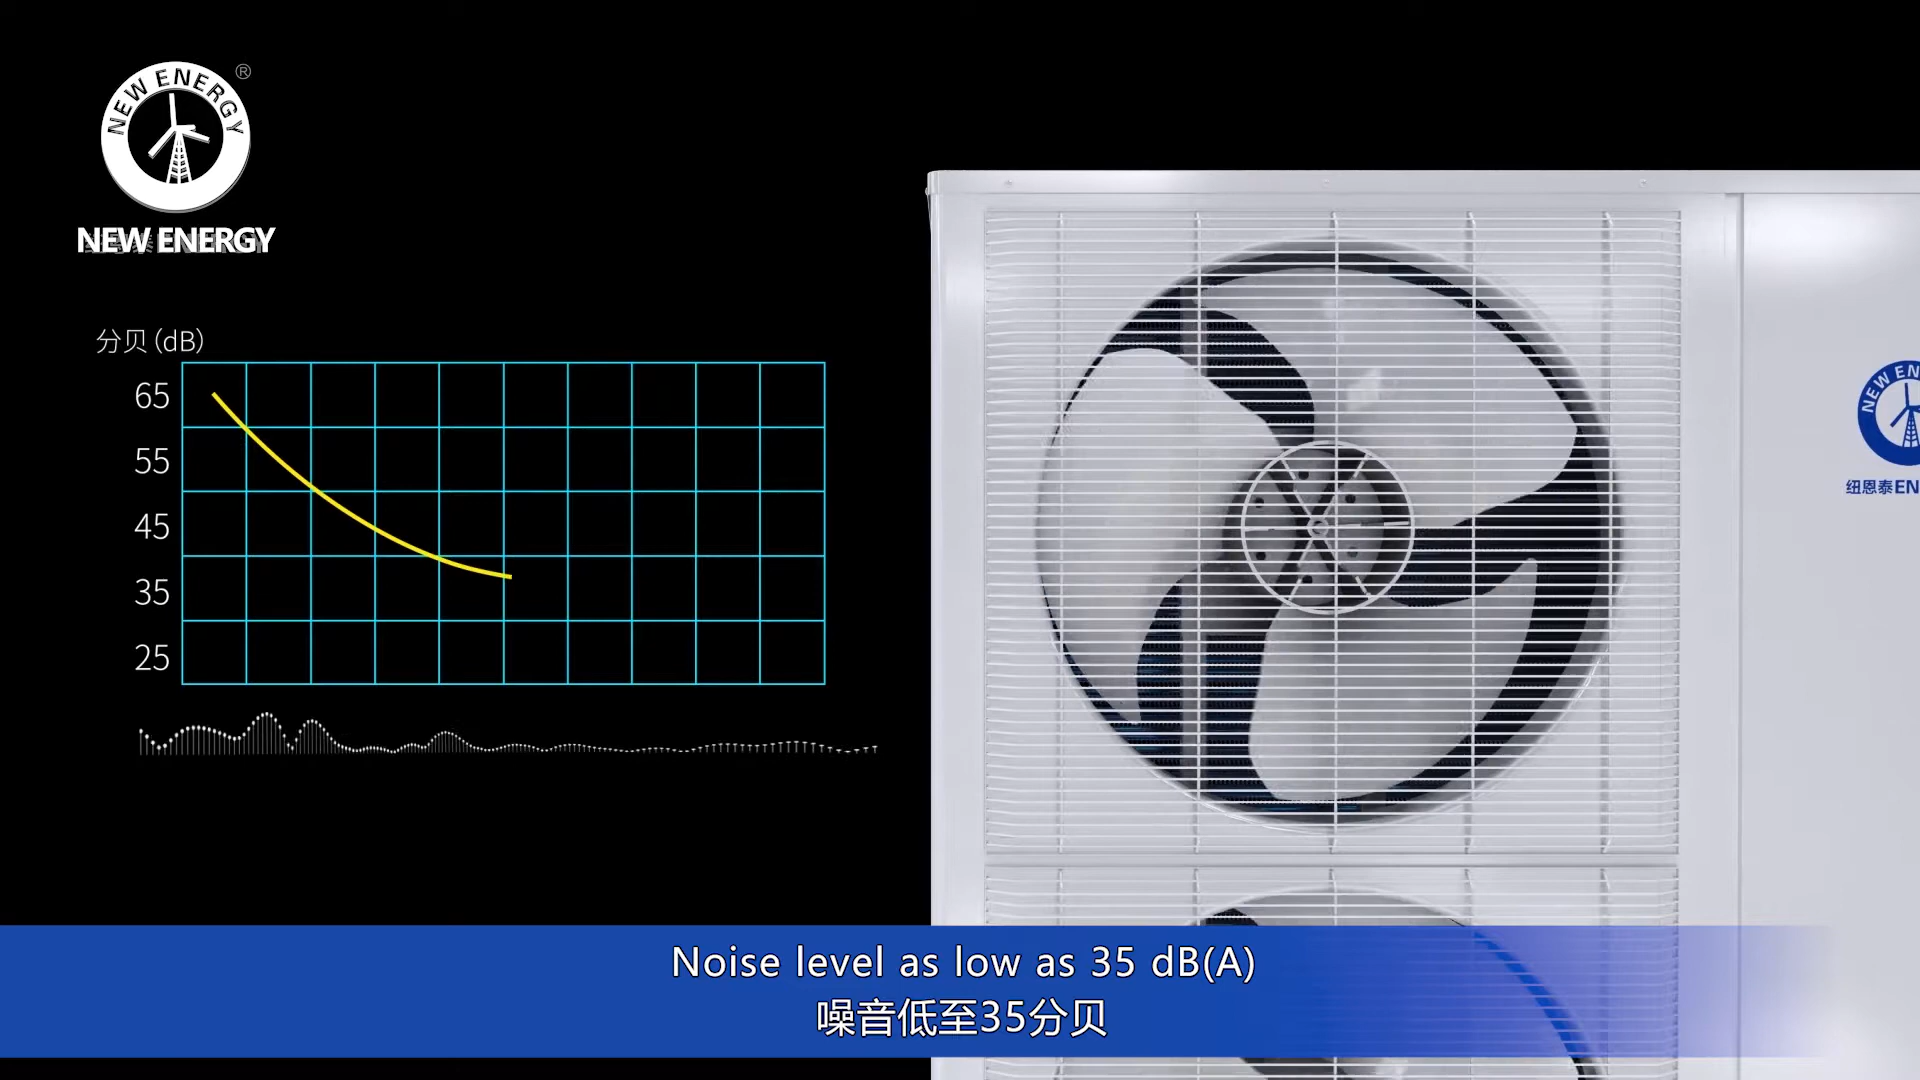 NEW ENERGY
®
NEW ENERGY
分贝(dB)
65
55
45
35
25
NEW EN
纽恩泰EN
Noise level as low as 35 dB(A)
噪音低至35分贝